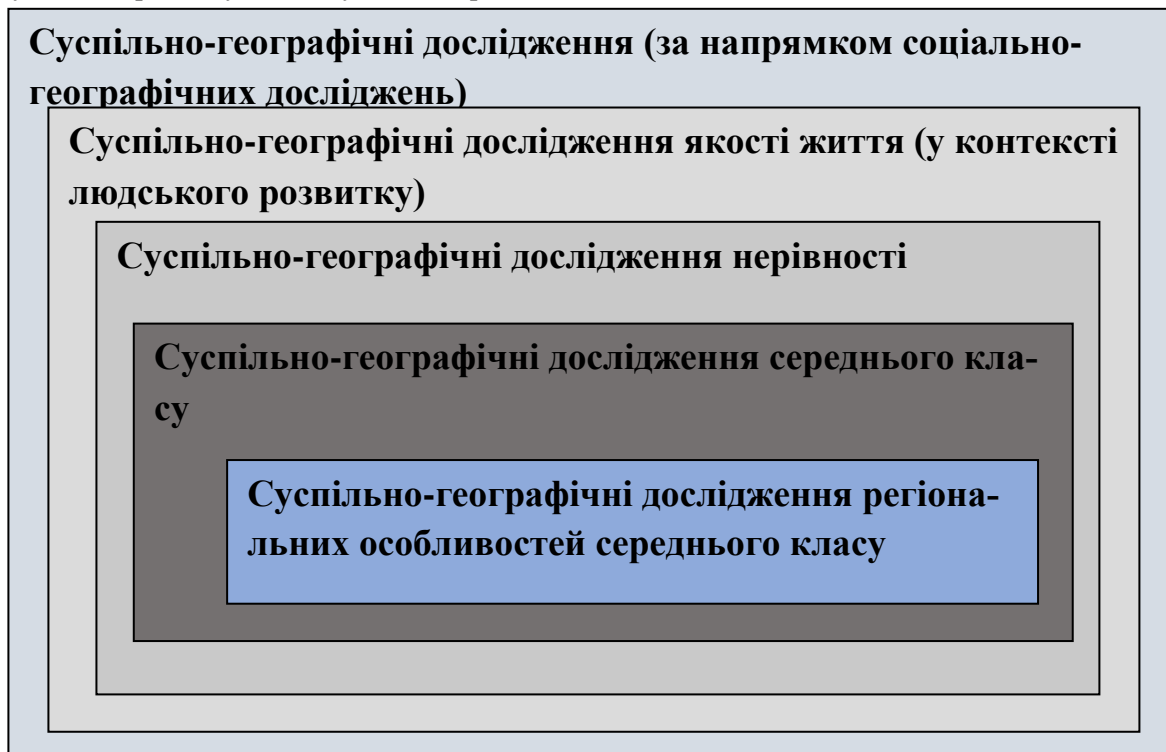 Суспільно-географічні дослідження (за напрямком соціально-
географічних досліджень)
Суспільно-географічні дослідження якості життя (у контексті
людського розвитку)
Суспільно-географічні дослідження нерівності
Суспільно-географічні дослідження середнього кла-
су
Суспільно-географічні дослідження регіона-
льних особливостей середнього класу